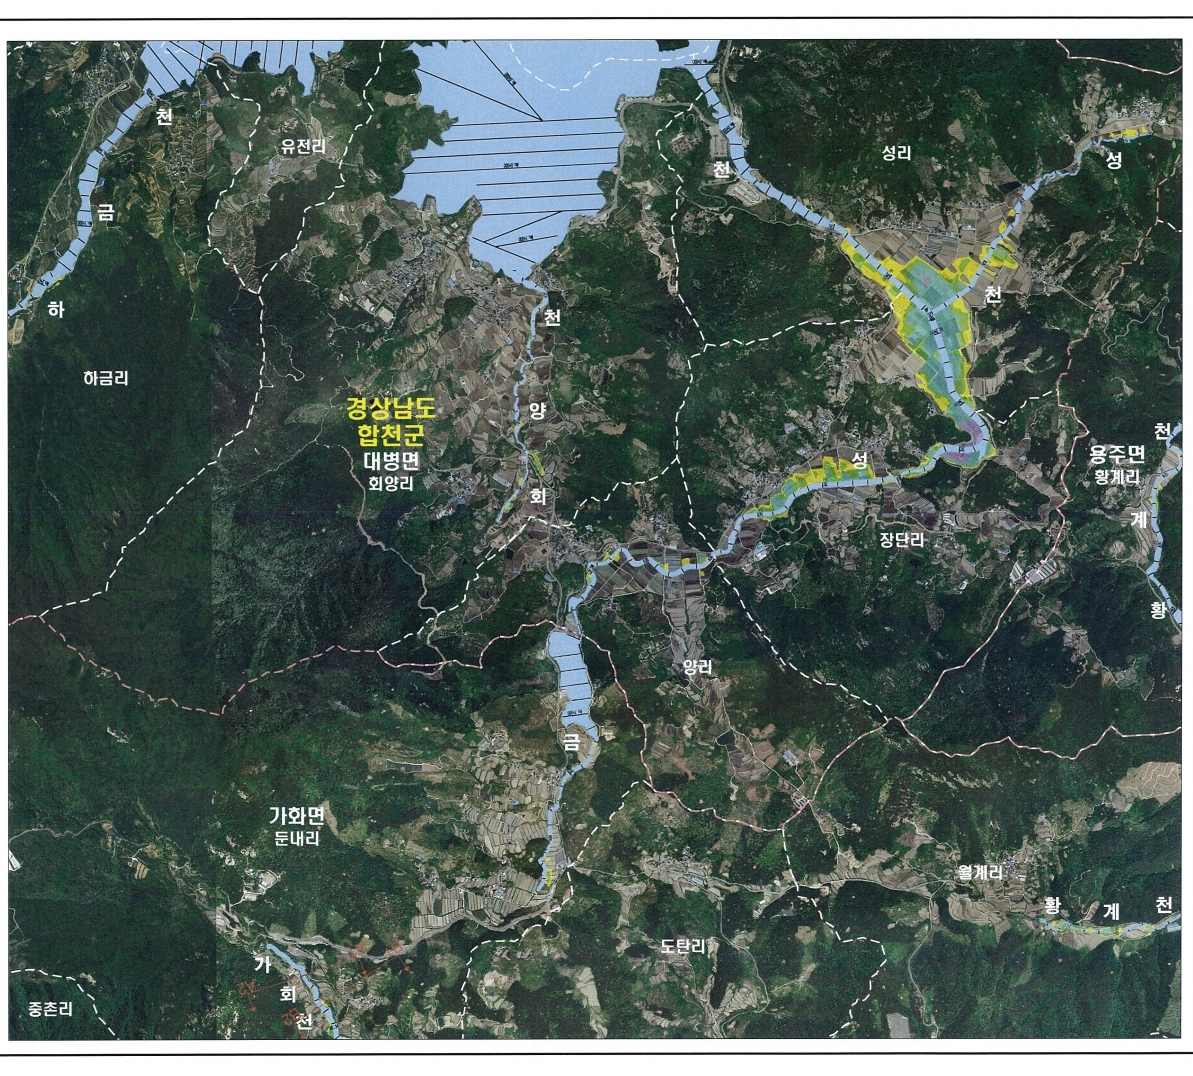 천
유전리
성리
천
성
금
천
하
천
하금리
경상남도
합천군
대병면
회양리
양
회
성
천
용주면
황계리
계
장단리
황
양리
금
가화면
둔내리
월계리
황
계
천
도탄리
가
회
천
중촌리